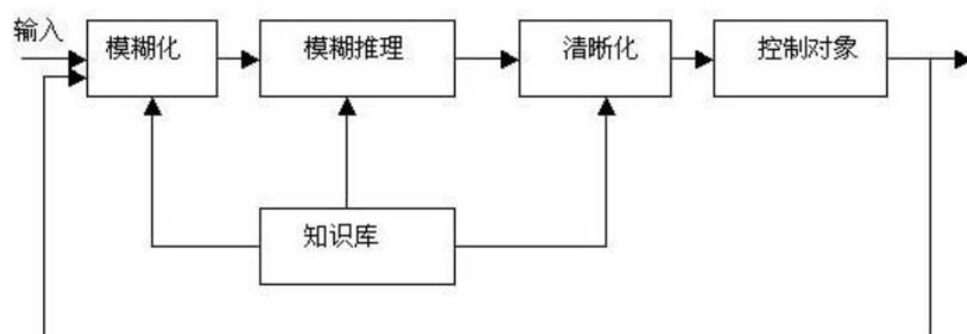 输入
模糊化
模糊推理
清晰化
控制对象
知识库